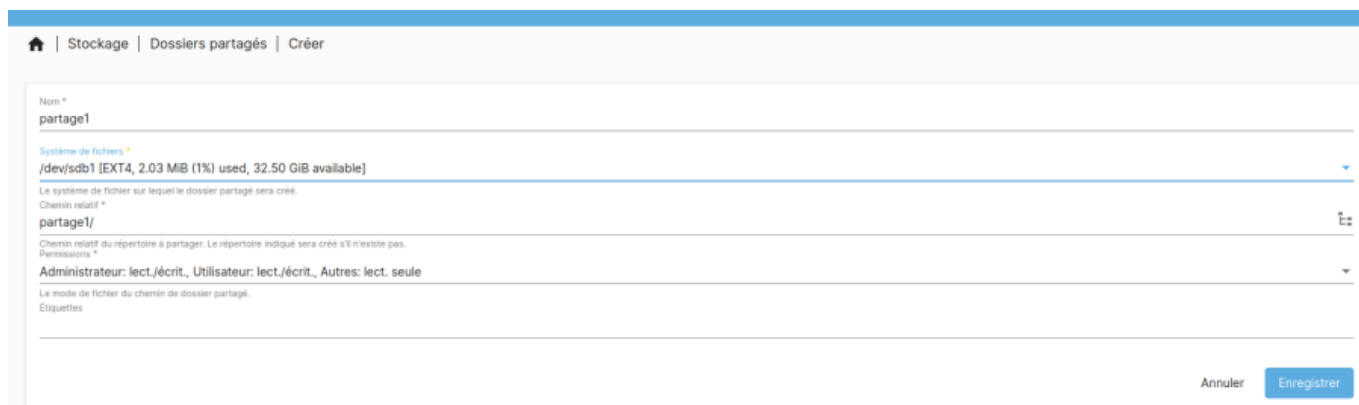 Stockage | Dossiers partagés | Créer
Nom *
partage1
Système de fichiers *
/dev/sdb1 [EXT4, 2.03 MiB (1%) used, 32.50 GiB available]
Le système de fichier sur lequel le dossier partagé sera créé.
Chemin relatif *
partage1/
Chemin relatif du répertoire à partager. Le répertoire indiqué sera créé s'il n'existe pas.
Permissions *
Administrateur: lect./écrit., Utilisateur: lect./écrit., Autres: lect. seule
Le mode de fichier du chemin de dossier partagé.
Étiquettes
Annuler Enregistrer